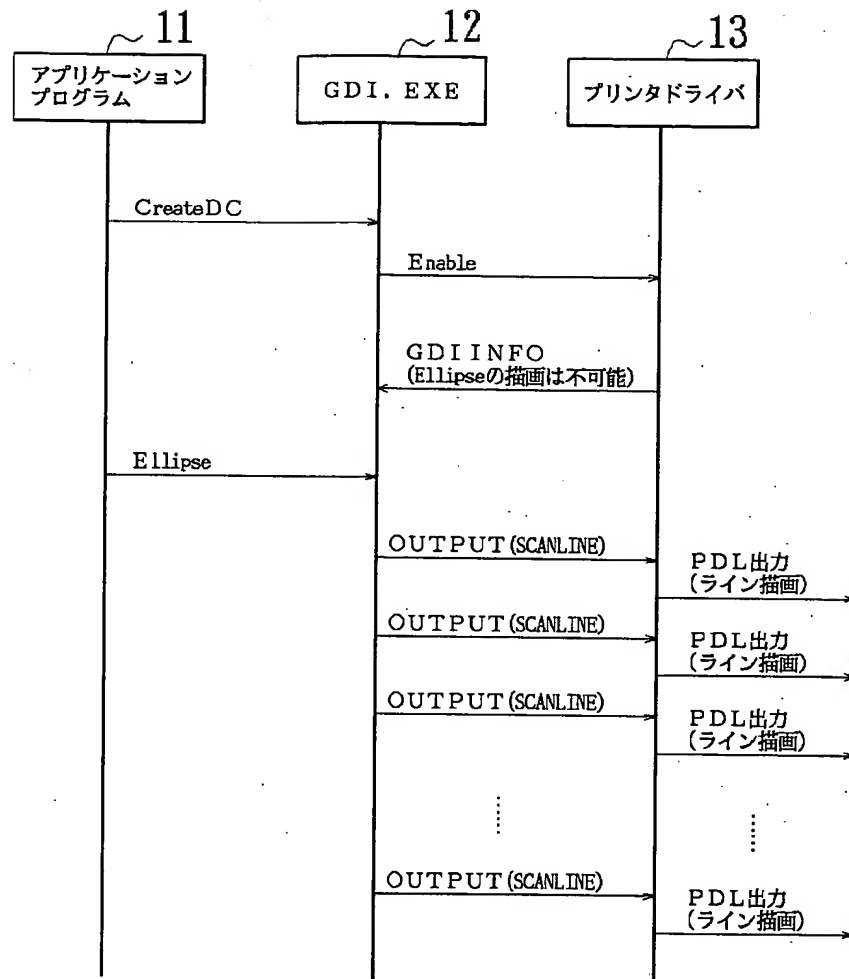 11
12
13
アプリケーション
プログラム
GDI. EXE
プリンタドライバ
CreateDC
Enable
GDIINFO
(Ellipseの描画は不可能)
Ellipse
OUTPUT(SCANLINE)
PDL出力
(ライン描画)
OUTPUT(SCANLINE)
PDL出力
(ライン描画)
OUTPUT(SCANLINE)
PDL出力
(ライン描画)
OUTPUT(SCANLINE)
PDL出力
(ライン描画)